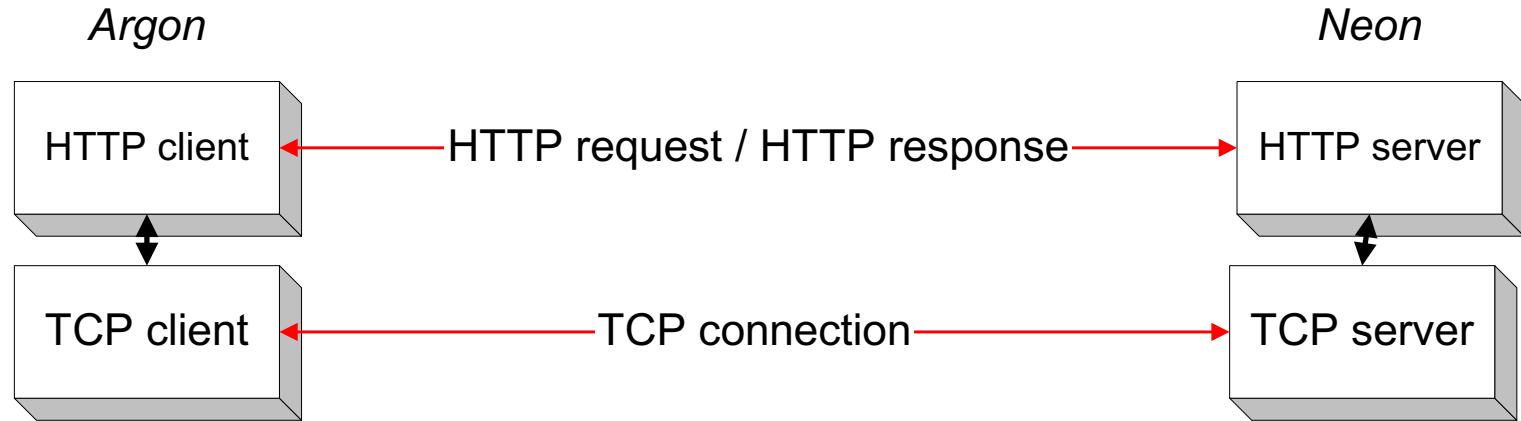 Argon
Neon
HTTP client
HTTP request / HTTP response
HTTP server
TCP client
TCP connection
TCP server